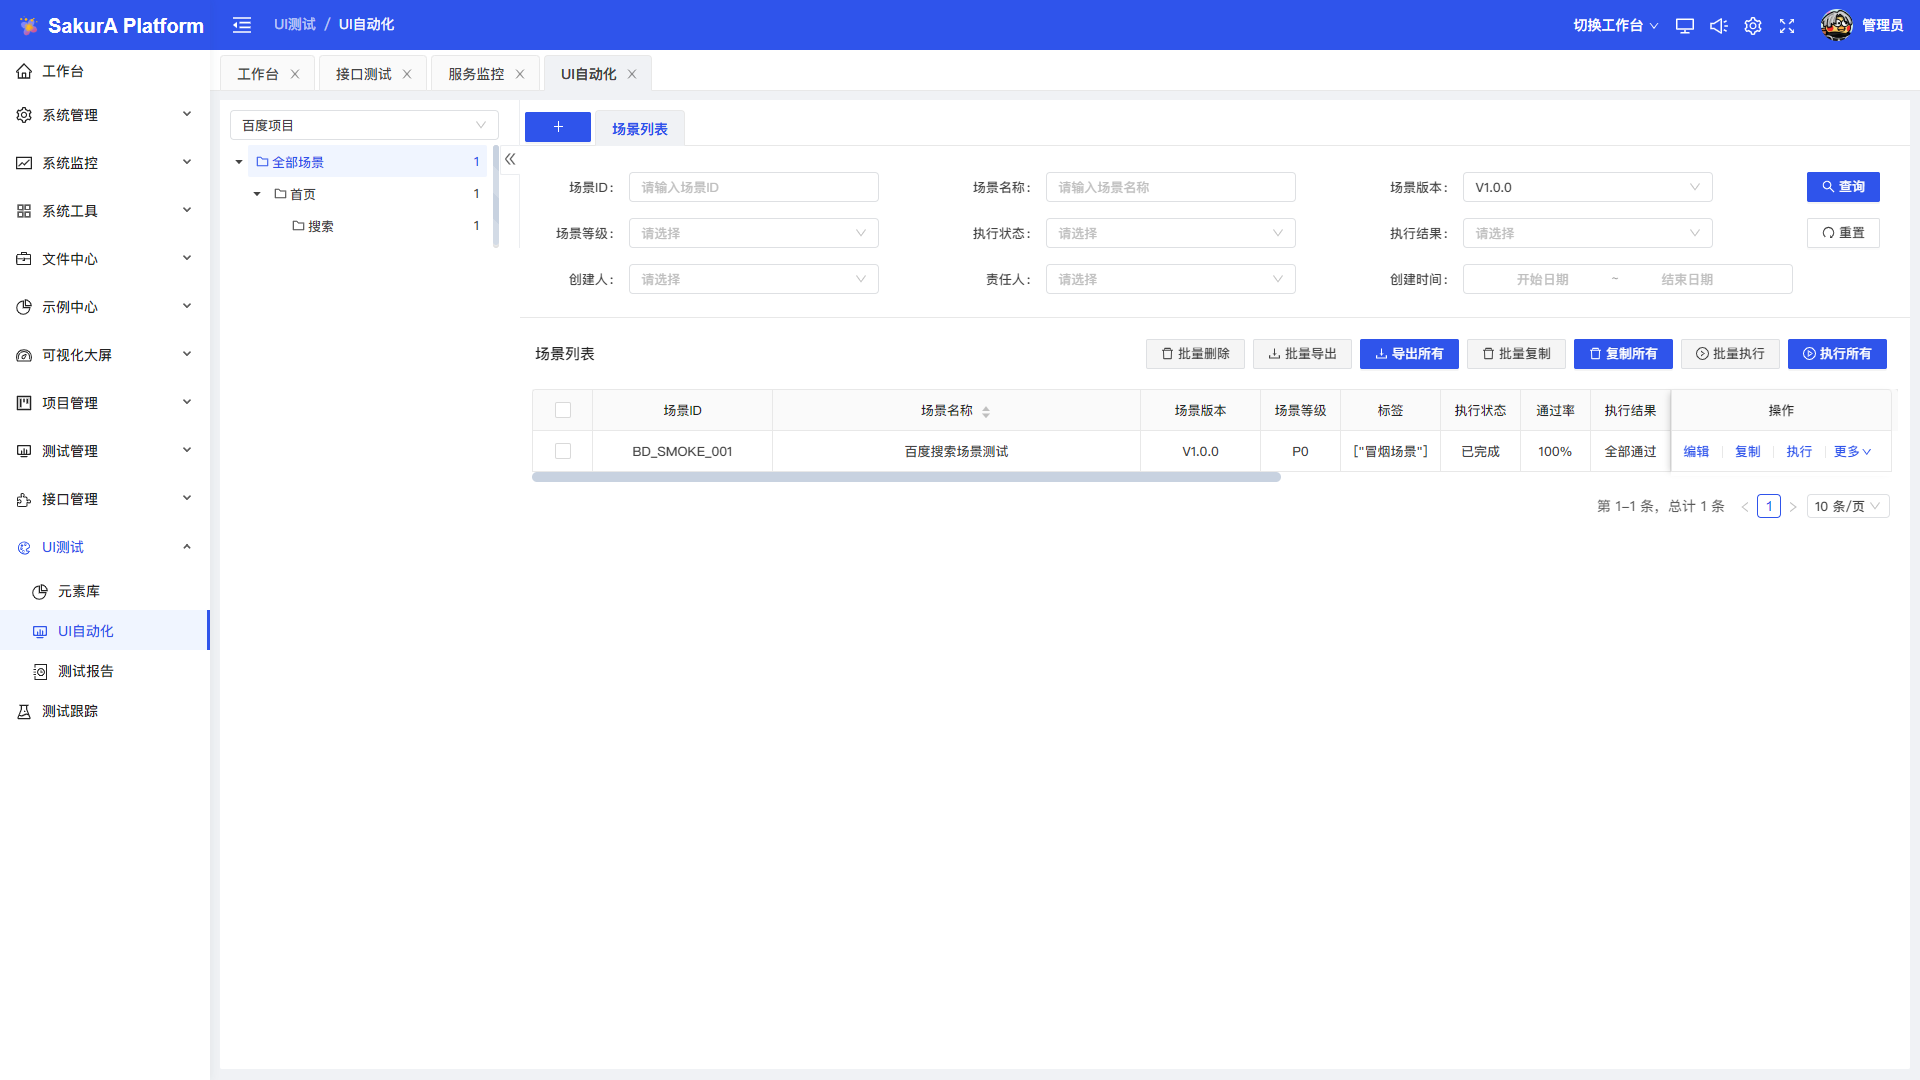 SakurA Platform
UI测试 / UI自动化
切换工作台
管理员
工作台
系统管理
系统监控
系统工具
文件中心
示例中心
可视化大屏
项目管理
测试管理
接口管理
UI测试
元素库
UI自动化
测试报告
测试跟踪
工作台 接口测试 服务监控 UI自动化
百度项目
全部场景 1
首页 1
搜索 1
+ 场景列表
场景ID: 请输入场景ID 场景名称: 请输入场景名称 场景版本: V1.0.0 查询
场景等级: 请选择 执行状态: 请选择 执行结果: 请选择 重置
创建人: 请选择 责任人: 请选择 创建时间: 开始日期 ~ 结束日期
场景列表 批量删除 批量导出 导出所有 批量复制 复制所有 批量执行 执行所有
场景ID 场景名称 场景版本 场景等级 标签 执行状态 通过率 执行结果 操作
BD_SMOKE_001 百度搜索场景测试 V1.0.0 P0 ["冒烟场景"] 已完成 100% 全部通过 编辑 复制 执行 更多
第 1-1 条，总计 1 条 < 1 > 10 条/页